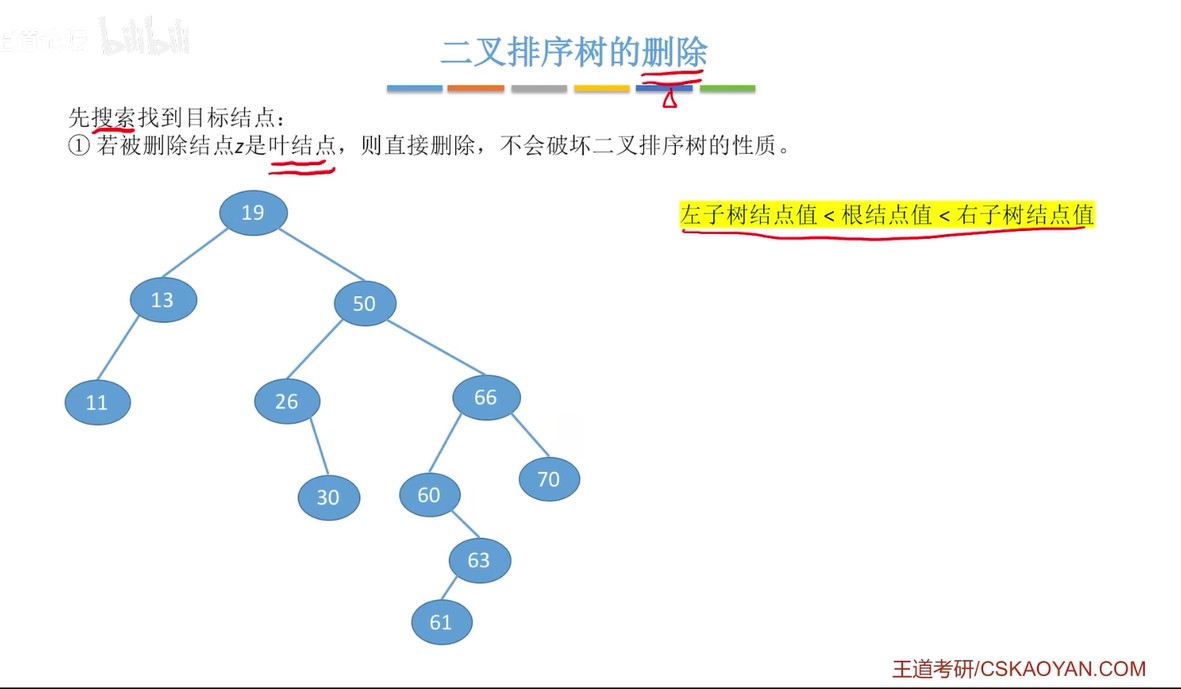 bilibili
二叉排序树的删除
先搜索找到目标结点：
① 若被删除结点z是叶结点，则直接删除，不会破坏二叉排序树的性质。
左子树结点值 < 根结点值 < 右子树结点值
19
13
50
11
26
66
30
60
70
63
61
王道考研/CSKAOYAN.COM